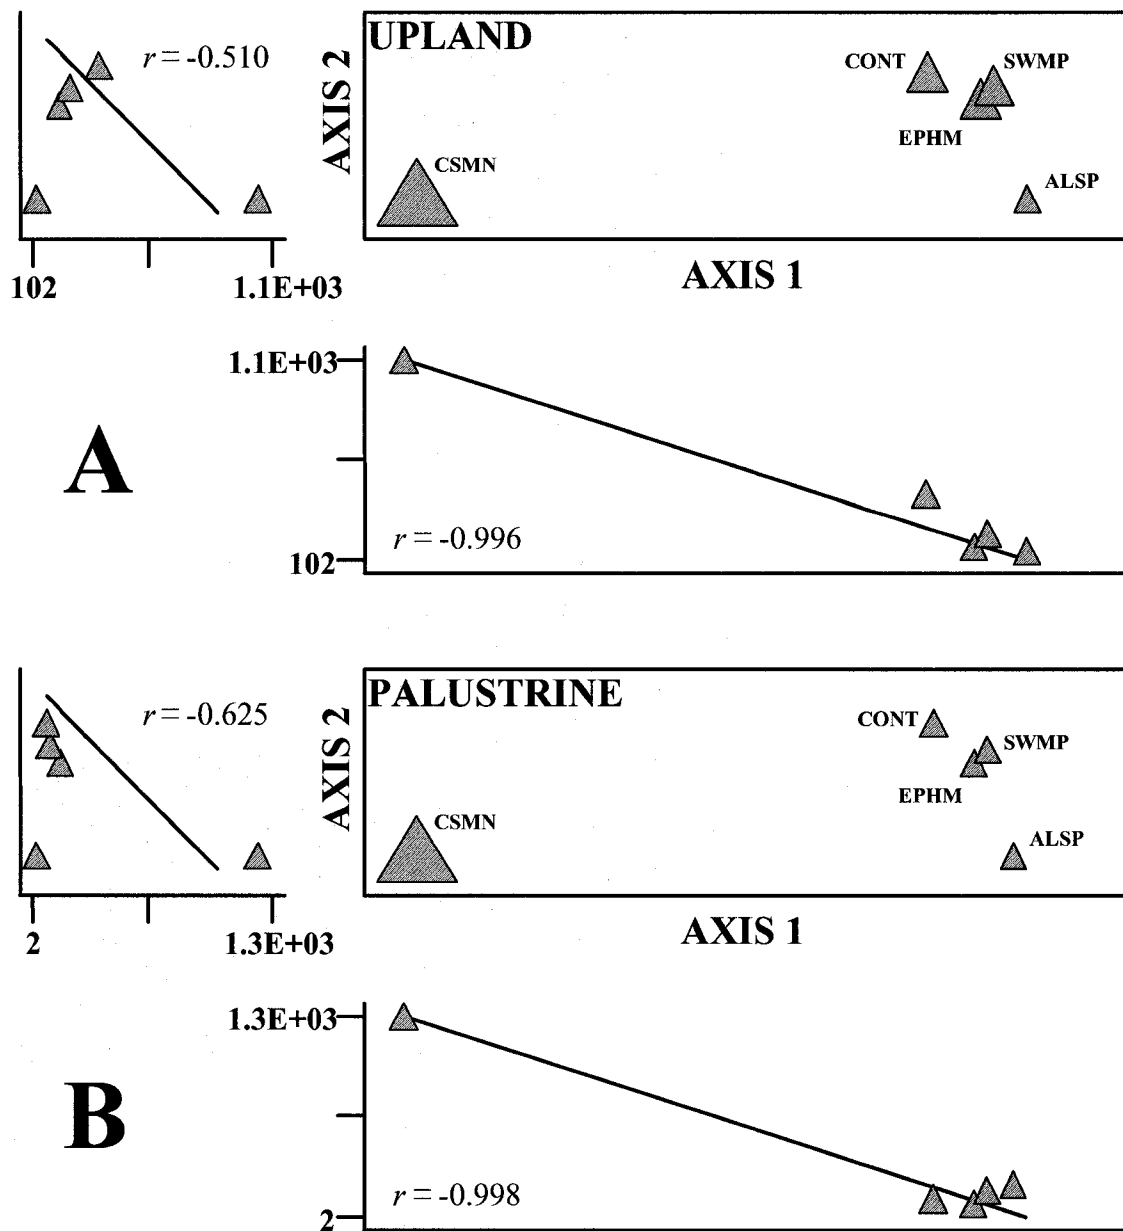 UPLAND
r = -0.510
AXIS 2
CONT
SWMP
EPHM
CSMN
ALSP
102
1.1E+03
AXIS 1
1.1E+03
A
r = -0.996
102
PALUSTRINE
r = -0.625
AXIS 2
CONT
SWMP
EPHM
CSMN
ALSP
2
1.3E+03
AXIS 1
1.3E+03
B
r = -0.998
2